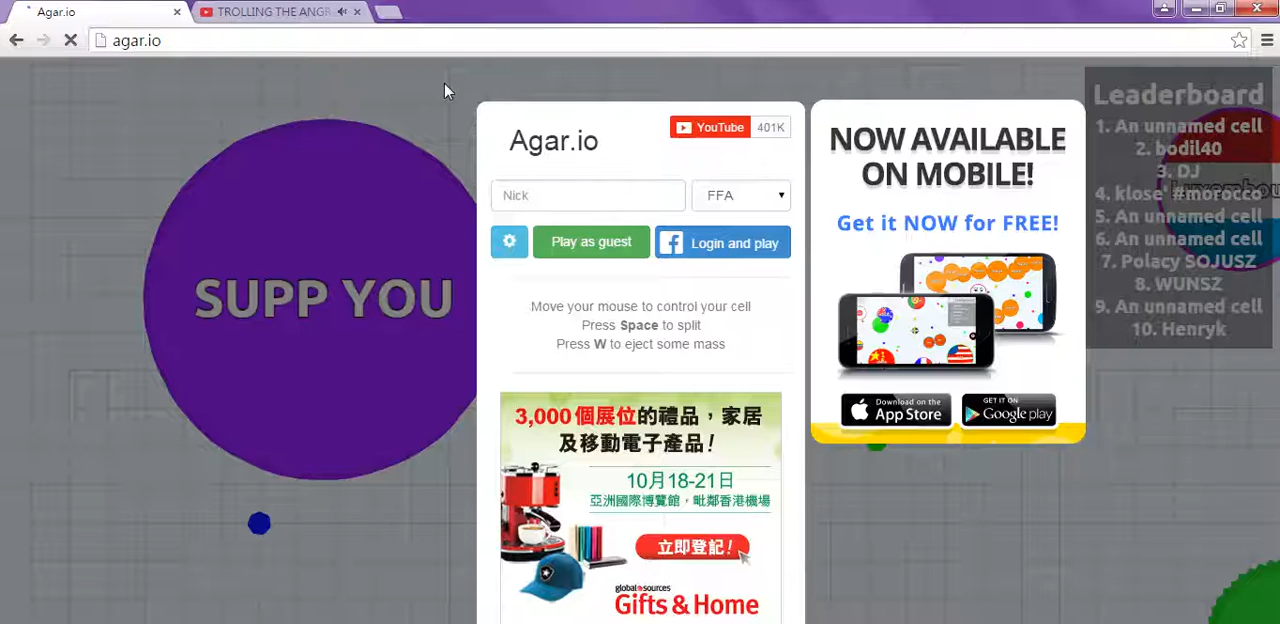 Agar.io
TROLLING THE ANGR
agar.io
SUPP YOU
Agar.io
YouTube 401K
Nick
FFA
Play as guest
Login and play
Move your mouse to control your cell
Press Space to split
Press W to eject some mass
3,000個展位的禮品，家居
及移動電子產品!
10月18-21日
亞洲國際博覽館，毗鄰香港機場
立即登記!
global sources
Gifts & Home
NOW AVAILABLE
ON MOBILE!
Get it NOW for FREE!
Download on the
App Store
GET IT ON
Google play
Leaderboard
1. An unnamed cell
2. bodil40
3. DJ
4. klose' #morocco
5. An unnamed cell
6. An unnamed cell
7. Polacy SOJUSZ
8. WUNSZ
9. An unnamed cell
10. Henryk